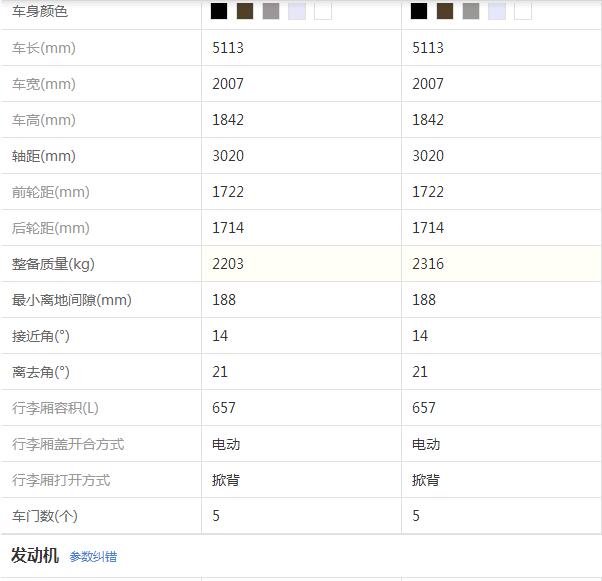 车身颜色
车长(mm) 5113 5113
车宽(mm) 2007 2007
车高(mm) 1842 1842
轴距(mm) 3020 3020
前轮距(mm) 1722 1722
后轮距(mm) 1714 1714
整备质量(kg) 2203 2316
最小离地间隙(mm) 188 188
接近角(°) 14 14
离去角(°) 21 21
行李厢容积(L) 657 657
行李厢盖开合方式 电动 电动
行李厢打开方式 掀背 掀背
车门数(个) 5 5
发动机 参数纠错